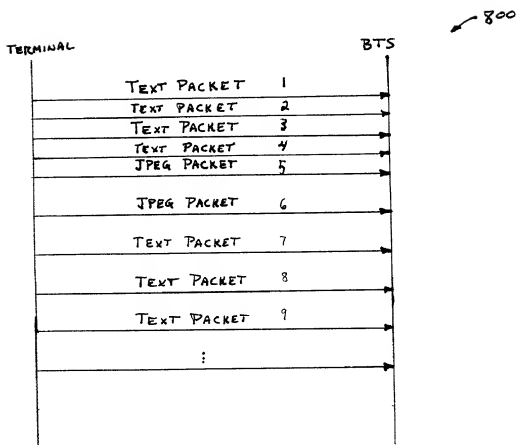 800
TERMINAL BTS
TEXT PACKET 1
TEXT PACKET 2
TEXT PACKET 3
TEXT PACKET 4
JPEG PACKET 5
JPEG PACKET 6
TEXT PACKET 7
TEXT PACKET 8
TEXT PACKET 9
⋮